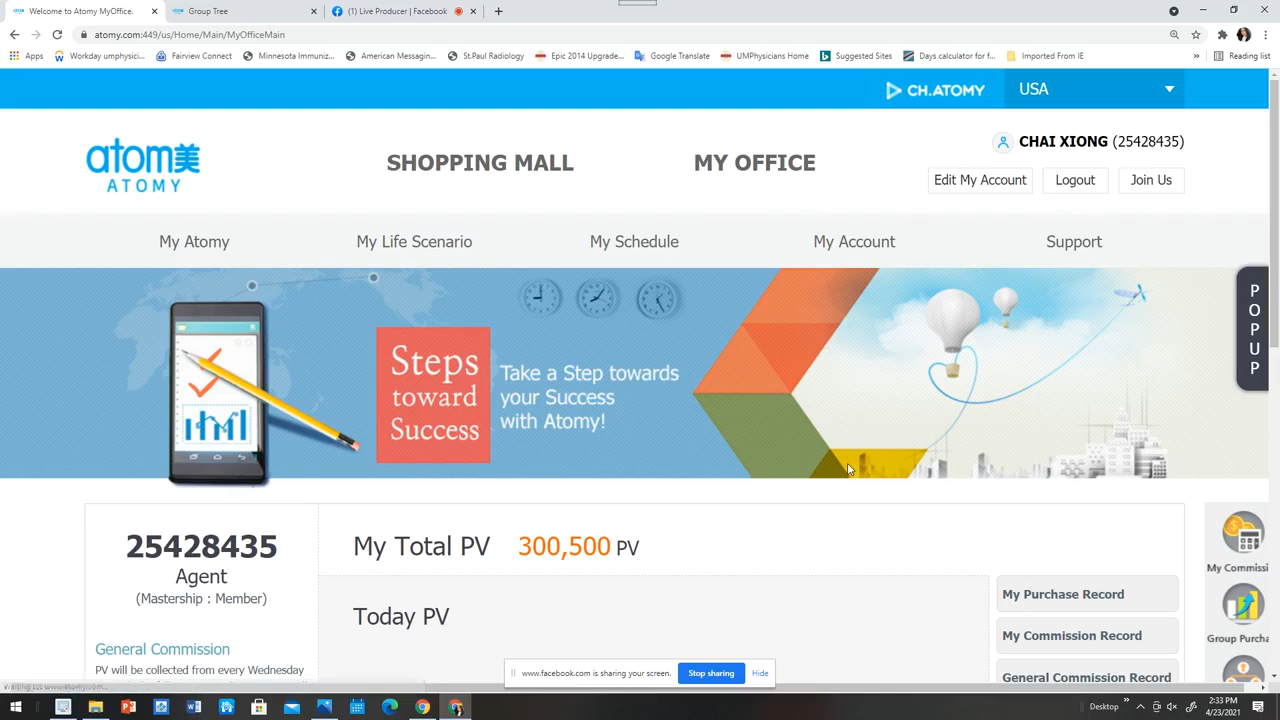 Welcome to Atomy MyOffice.
Group Tree
(1) Live Producer | Facebook
atomy.com:449/us/Home/Main/MyOfficeMain
Apps
Workday umphysici...
Fairview Connect
Minnesota Immuniz...
American Messagin...
St.Paul Radiology
Epic 2014 Upgrade...
Google Translate
UMPhysicians Home
Suggested Sites
Days calculator for f...
Imported From IE
»
Reading list
CH.ATOMY
USA
atom美
ATOMY
SHOPPING MALL
MY OFFICE
CHAI XIONG (25428435)
Edit My Account
Logout
Join Us
My Atomy
My Life Scenario
My Schedule
My Account
Support
Steps
toward
Success
Take a Step towards
your Success
with Atomy!
POPUP
25428435
Agent
(Mastership : Member)
General Commission
PV will be collected from every Wednesday
My Total PV 300,500 PV
Today PV
My Purchase Record
My Commission Record
General Commission Record
My Commissi
Group Purcha
www.facebook.com is sharing your screen.
Stop sharing
Hide
Desktop
2:33 PM
4/23/2021